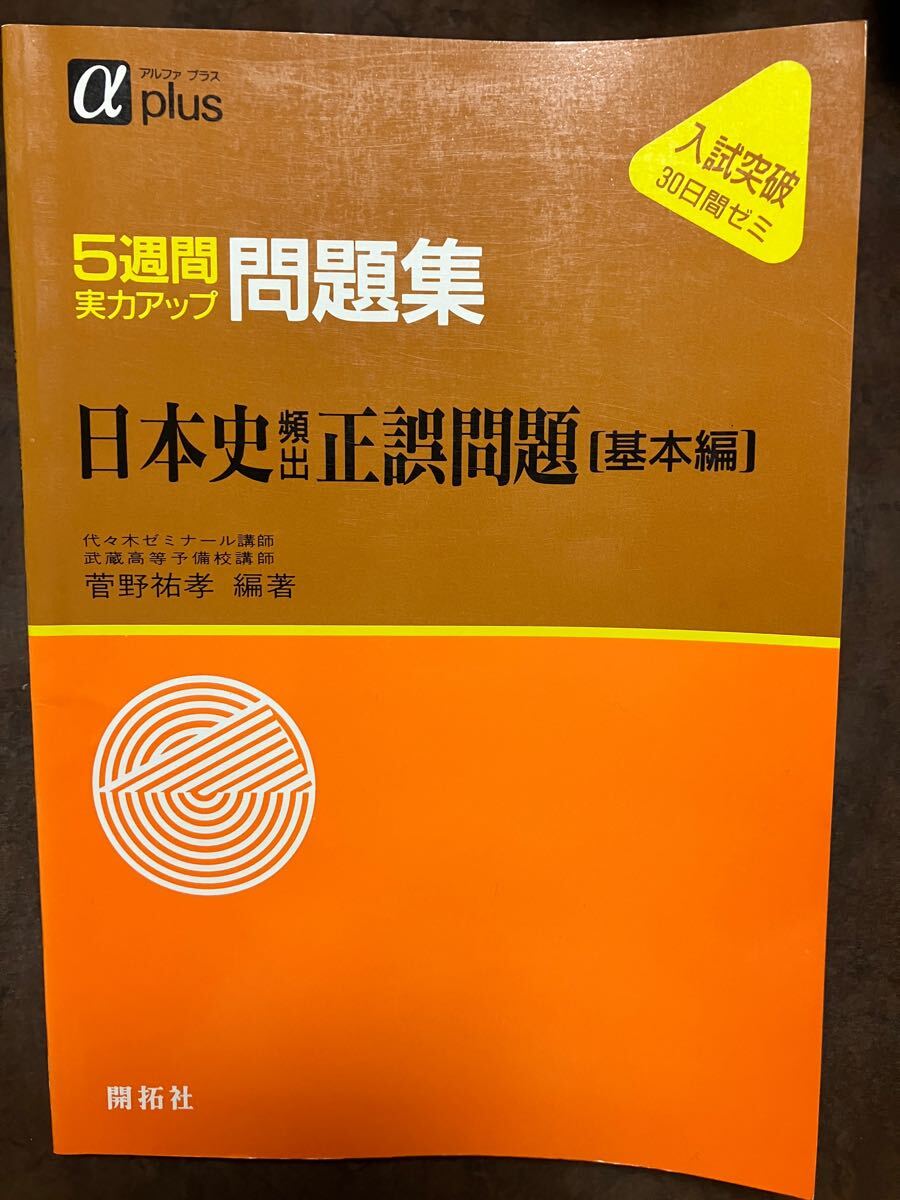 α アルファ プラス
plus
入試突破
30日間ゼミ
5週間
実力アップ
問題集
日本史頻出正誤問題〔基本編〕
代々木ゼミナール講師
武蔵高等予備校講師
菅野祐孝 編著
開拓社